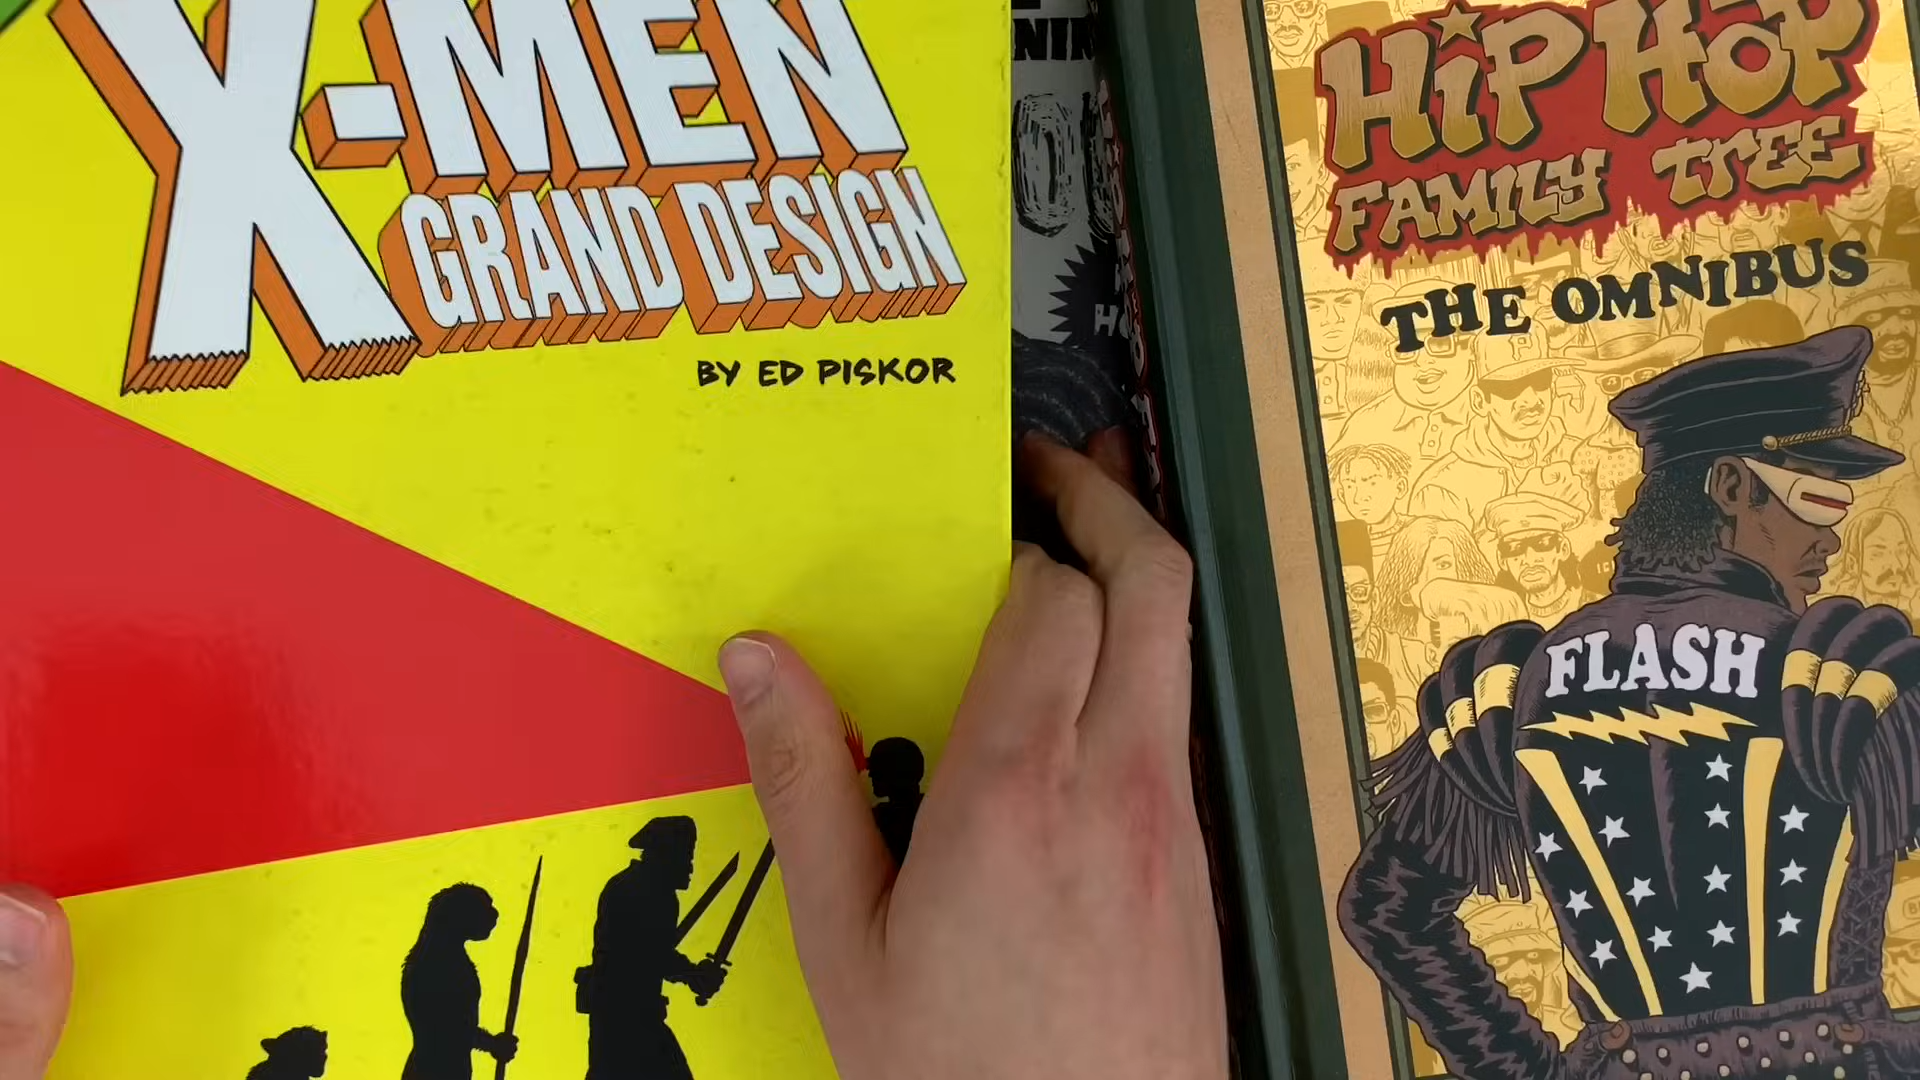 X-MEN
GRAND DESIGN
BY ED PISKOR
HiP HOP
FAMILY TREE
THE OMNIBUS
FLASH